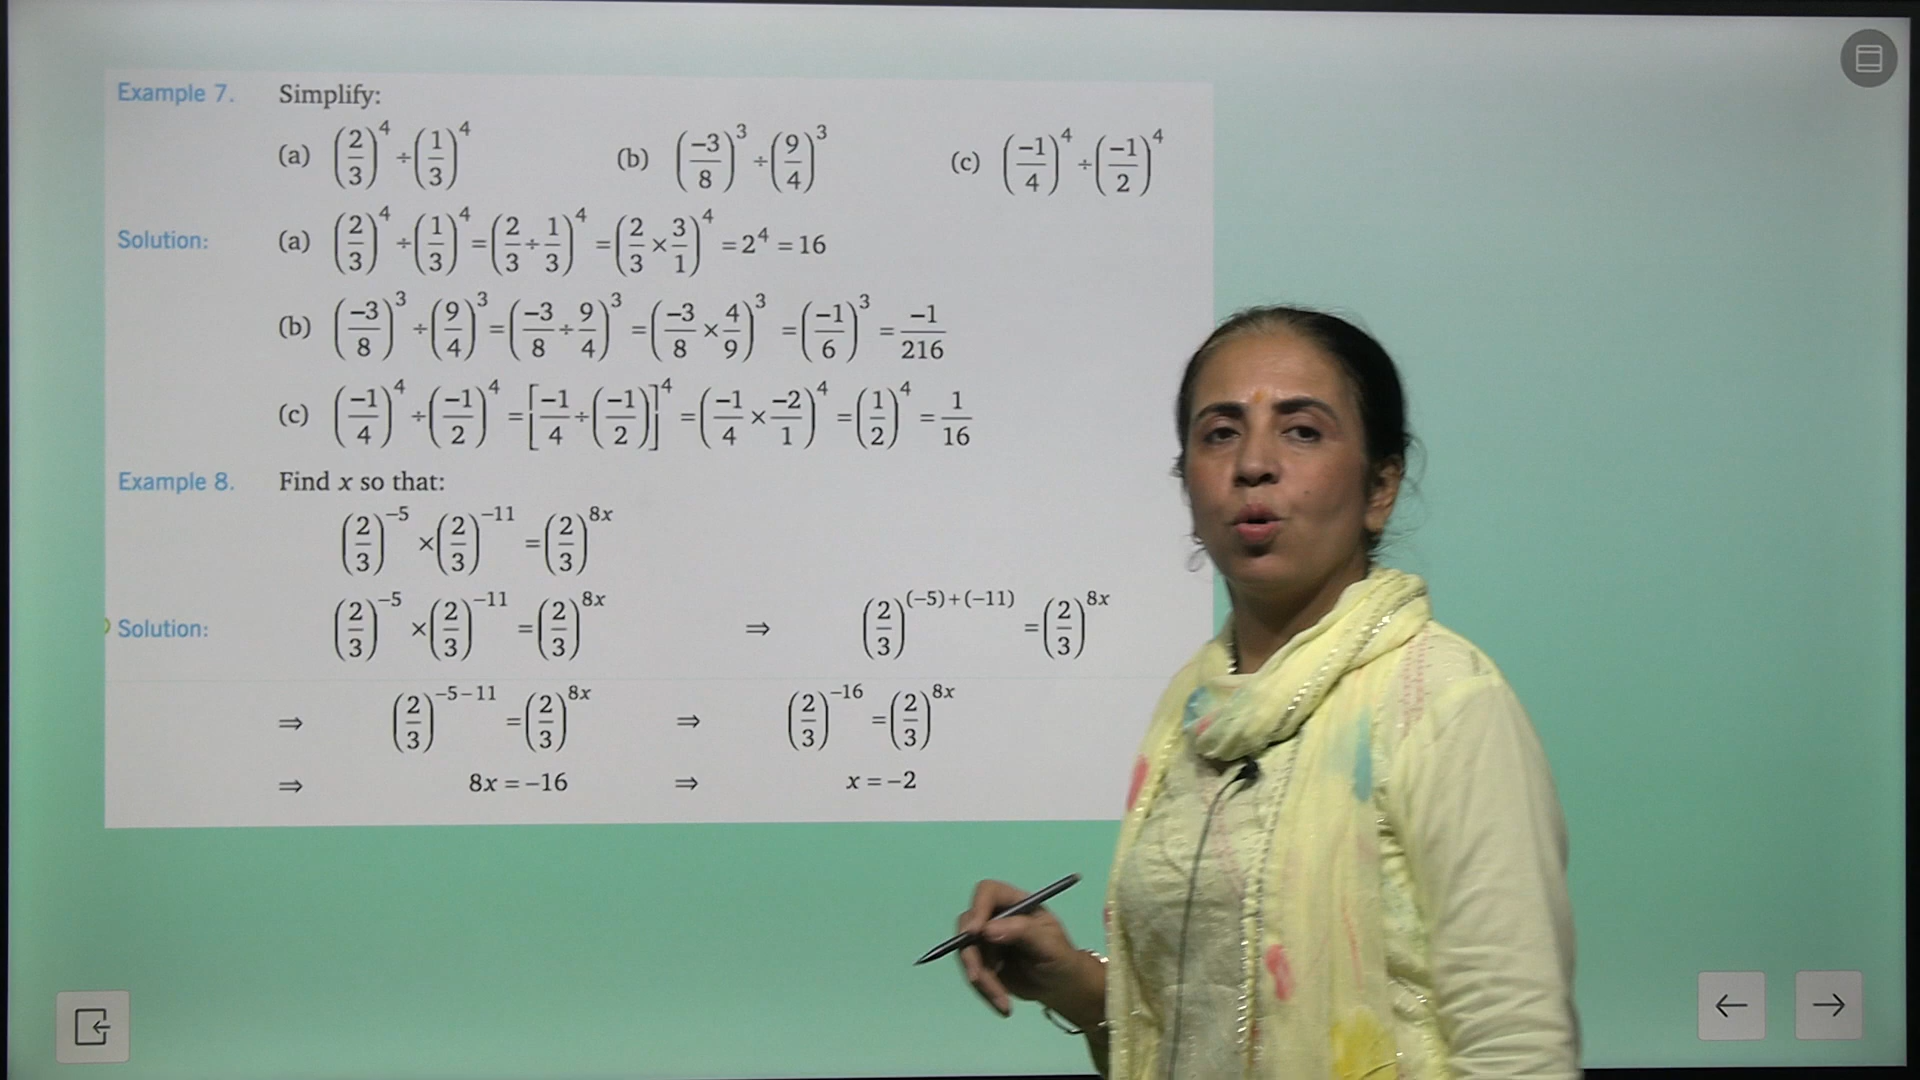 Example 7. Simplify:
(a) (2/3)^4 ÷ (1/3)^4 (b) (−3/8)^3 ÷ (9/4)^3 (c) (−1/4)^4 ÷ (−1/2)^4
Solution: (a) (2/3)^4 ÷ (1/3)^4 = (2/3 ÷ 1/3)^4 = (2/3 × 3/1)^4 = 2^4 = 16
(b) (−3/8)^3 ÷ (9/4)^3 = (−3/8 ÷ 9/4)^3 = (−3/8 × 4/9)^3 = (−1/6)^3 = −1/216
(c) (−1/4)^4 ÷ (−1/2)^4 = [−1/4 ÷ (−1/2)]^4 = (−1/4 × −2/1)^4 = (1/2)^4 = 1/16
Example 8. Find x so that:
(2/3)^−5 × (2/3)^−11 = (2/3)^8x
Solution: (2/3)^−5 × (2/3)^−11 = (2/3)^8x ⇒ (2/3)^(−5)+(−11) = (2/3)^8x
⇒ (2/3)^−5−11 = (2/3)^8x ⇒ (2/3)^−16 = (2/3)^8x
⇒ 8x = −16 ⇒ x = −2